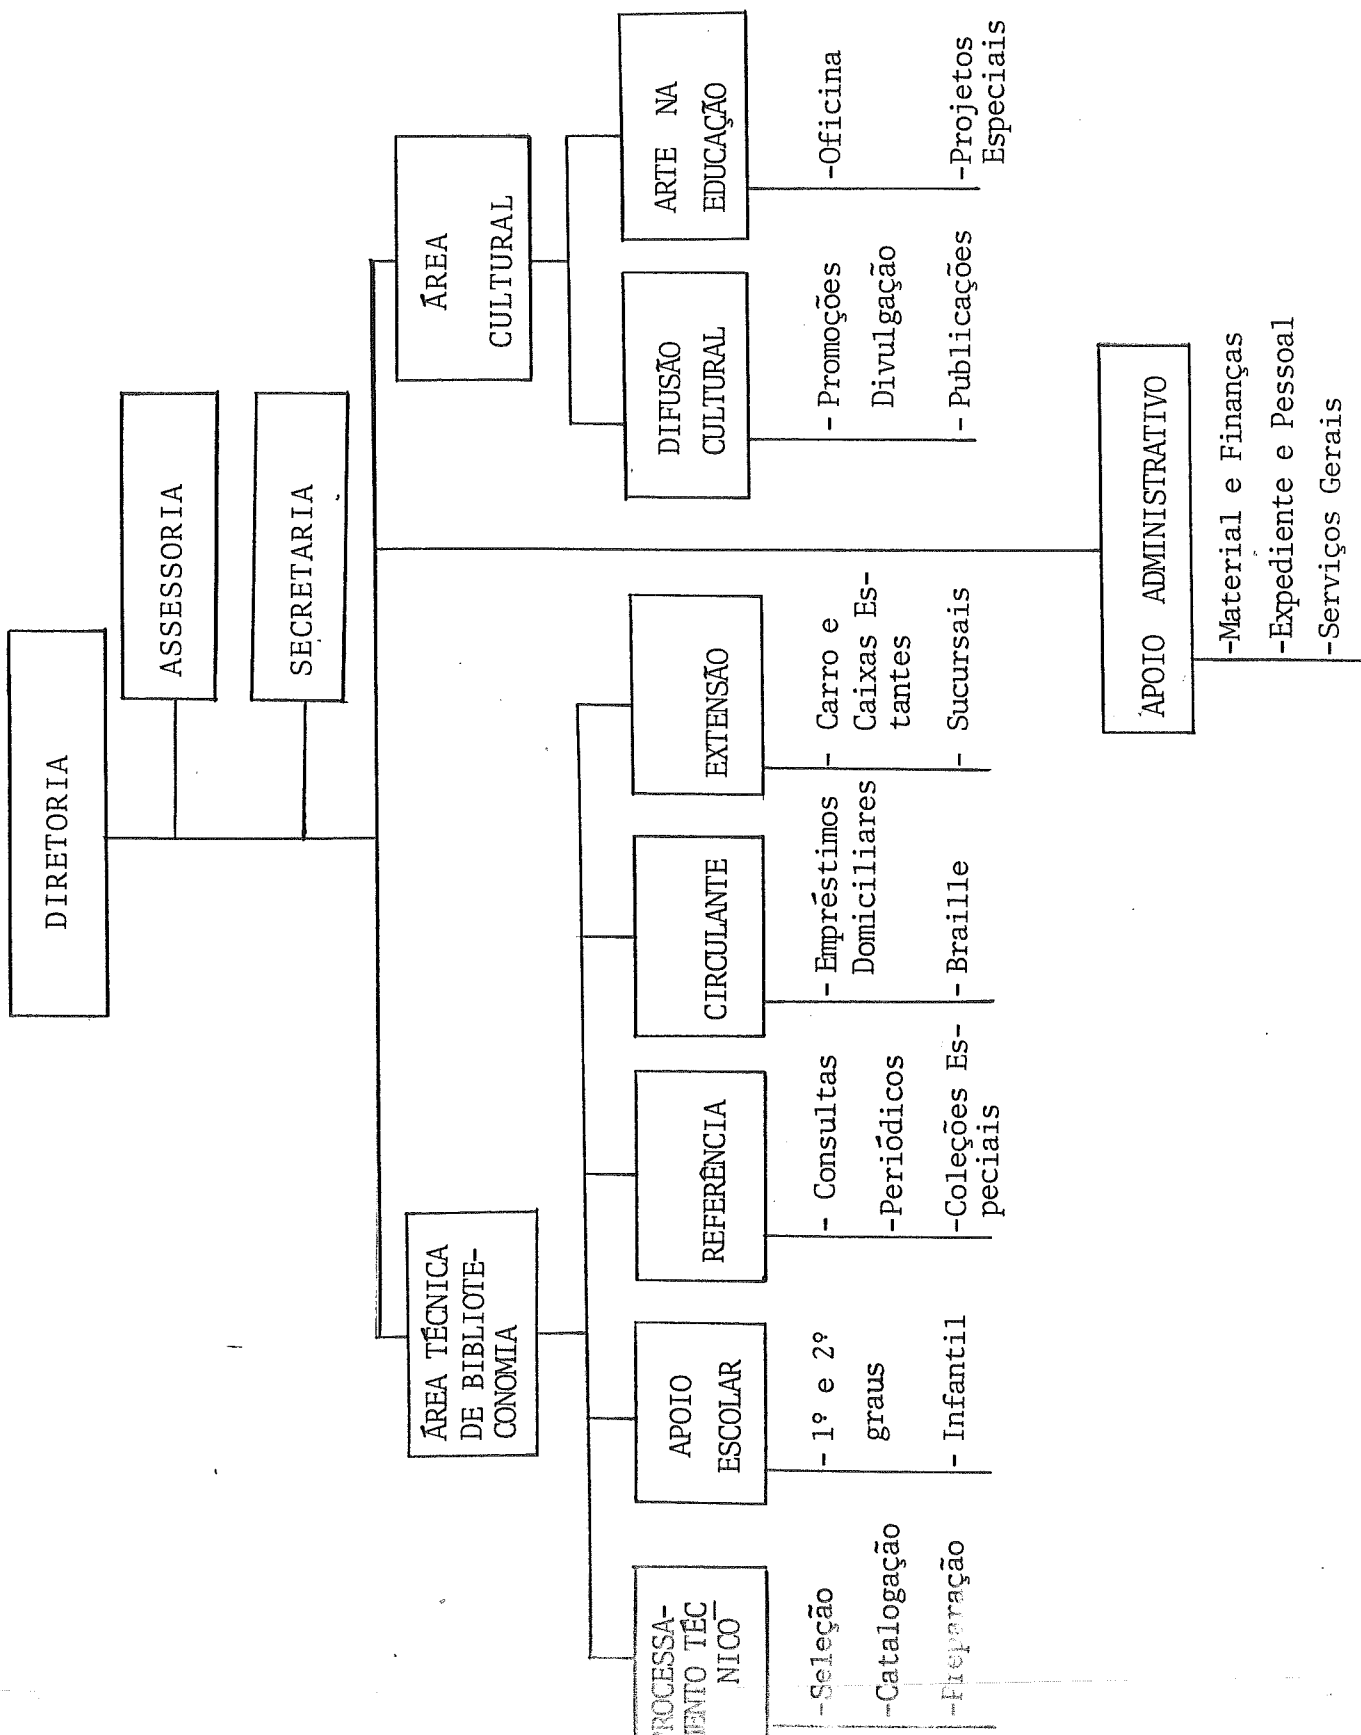 DIRETORIA
ASSESSORIA
SECRETARIA
ÁREA TÉCNICA
DE BIBLIOTE-
CONOMIA
ÁREA
CULTURAL
PROCESSA-
MENTO TÉC
NICO
-Seleção
-Catalogação
-Preparação
APOIO
ESCOLAR
- 1º e 2º
graus
- Infantil
REFERÊNCIA
- Consultas
-Periódicos
-Coleções Es-
peciais
CIRCULANTE
- Empréstimos
Domiciliares
- Braille
EXTENSÃO
- Carro e
Caixas Es-
tantes
- Sucursais
DIFUSÃO
CULTURAL
- Promoções
Divulgação
- Publicações
ARTE NA
EDUCAÇÃO
-Oficina
-Projetos
Especiais
APOIO ADMINISTRATIVO
-Material e Finanças
-Expediente e Pessoal
-Serviços Gerais